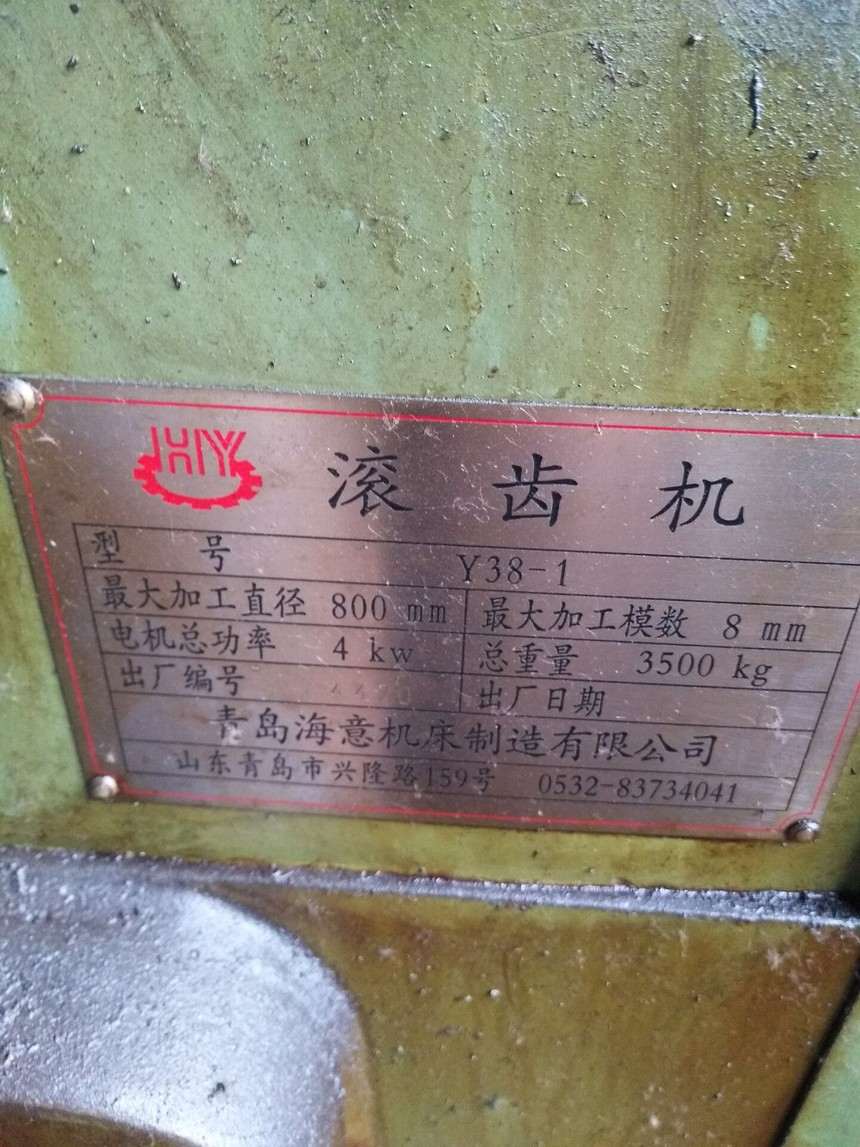 HY
滚齿机
型号 Y38-1
最大加工直径 800 mm 最大加工模数 8 mm
电机总功率 4 kw 总重量 3500 kg
出厂编号 出厂日期
青岛海意机床制造有限公司
山东青岛市兴隆路159号 0532-83734041